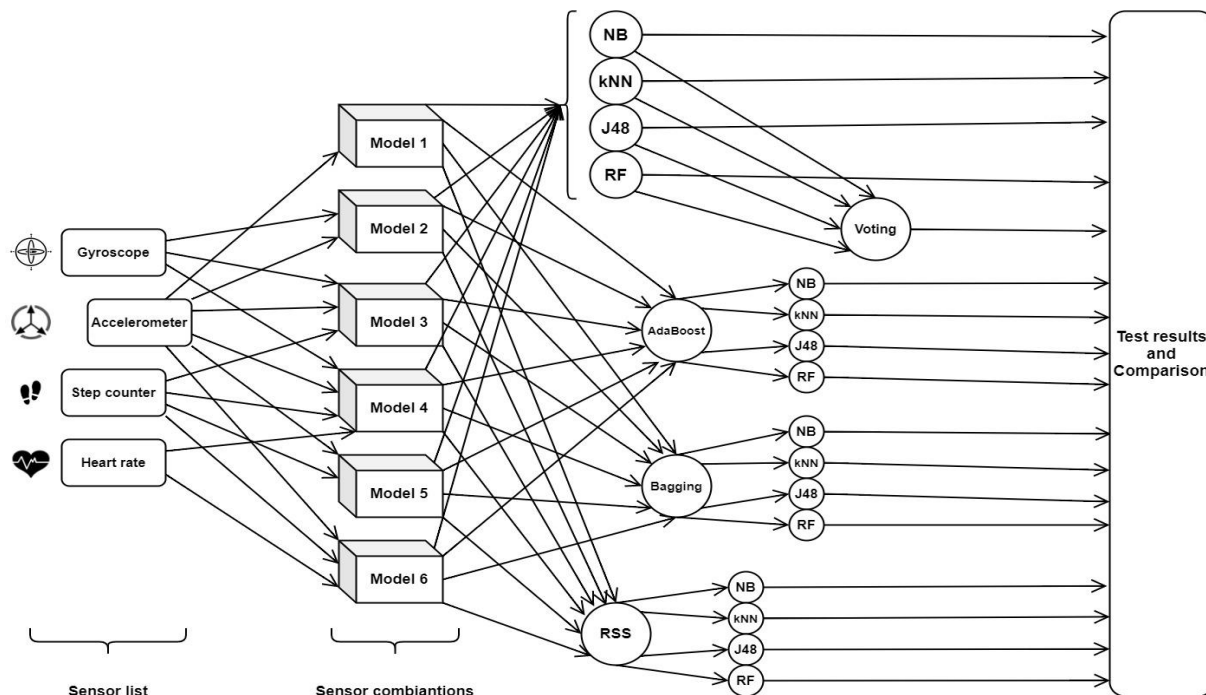 Gyroscope
Accelerometer
Step counter
Heart rate
Sensor list
Model 1
Model 2
Model 3
Model 4
Model 5
Model 6
Sensor combiantions
NB
kNN
J48
RF
Voting
AdaBoost
NB
kNN
J48
RF
Bagging
NB
kNN
J48
RF
RSS
NB
kNN
J48
RF
Test results
and
Comparison